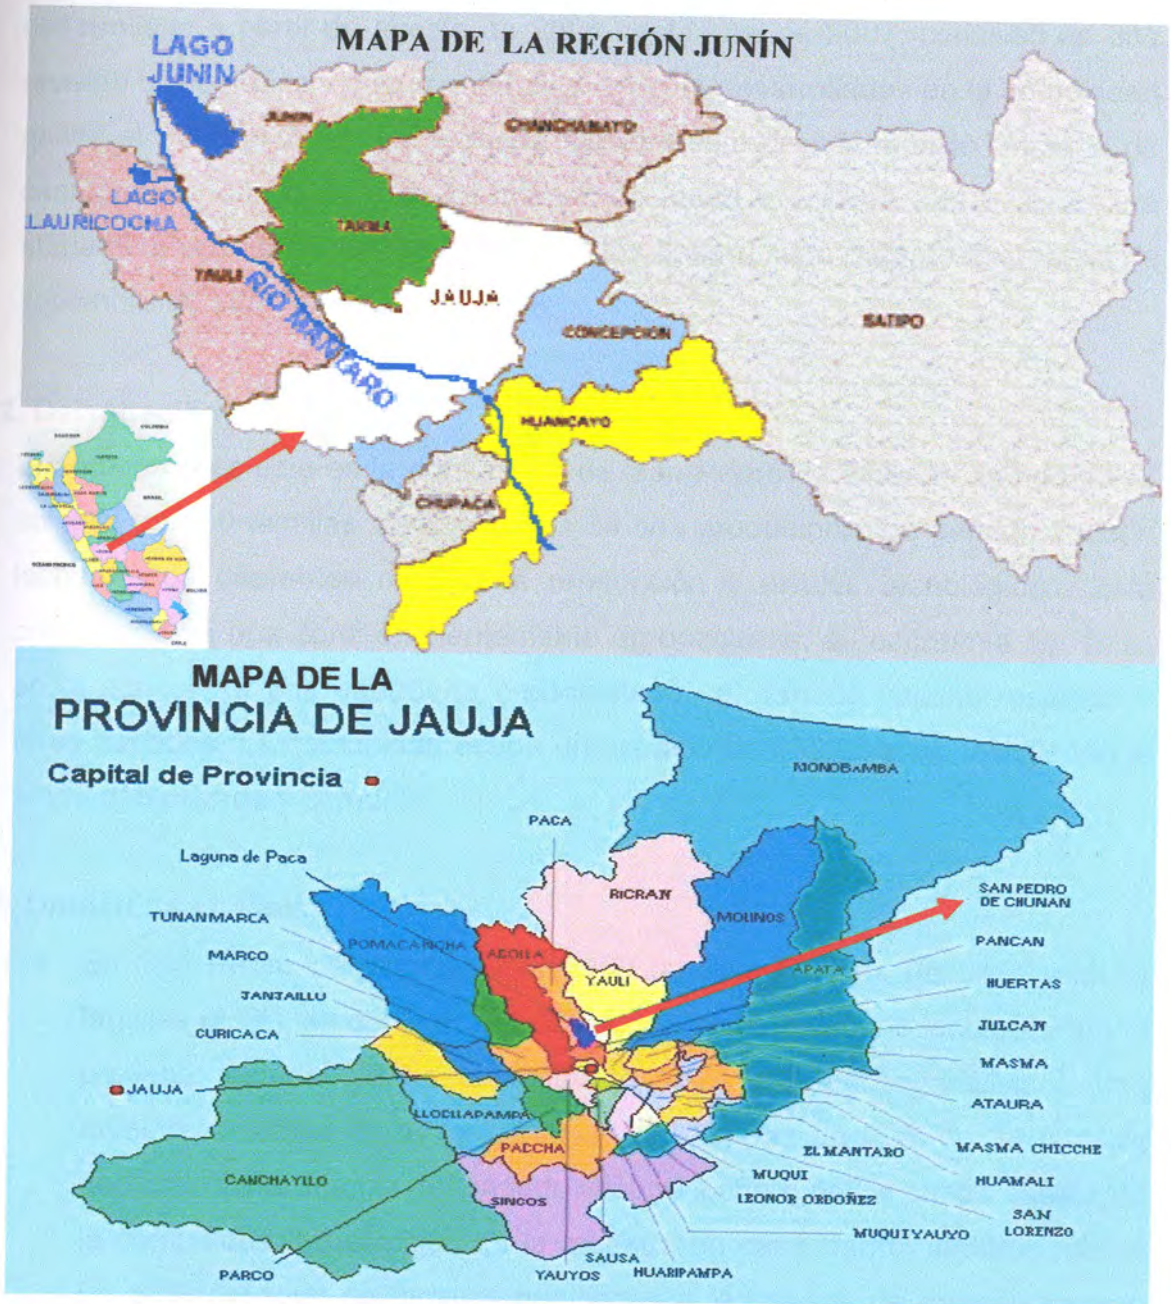 MAPA DE LA REGIÓN JUNÍN
LAGO
JUNIN
JUNIN
CHANCHAMAYO
LAGO
LAURICOCHA
TARMA
YAULI
RIO MANTARO
JAUJA
CONCEPCION
SATIPO
HUANCAYO
CHUPACA
COLOMBIA
BRASIL
MAPA DE LA
PROVINCIA DE JAUJA
Capital de Provincia
MONOBAMBA
PACA
Laguna de Paca
RICRAN
SAN PEDRO
DE CHUNAN
TUNANMARCA
POMACANCHA
MOLINOS
ACOLLA
PANCAN
MARCO
APATA
YAULI
HUERTAS
JANJAILLU
JULCAN
CURICACA
MASMA
JAUJA
LLOCLLAPAMPA
ATAURA
PACCHA
EL MANTARO
MASMA CHICCHE
CANCHAYLLO
MUQUI
HUAMALI
SINCOS
LEONOR ORDOÑEZ
SAN
LORENZO
MUQUIYAUYO
SAUSA
PARCO
YAUYOS
HUARIPAMPA